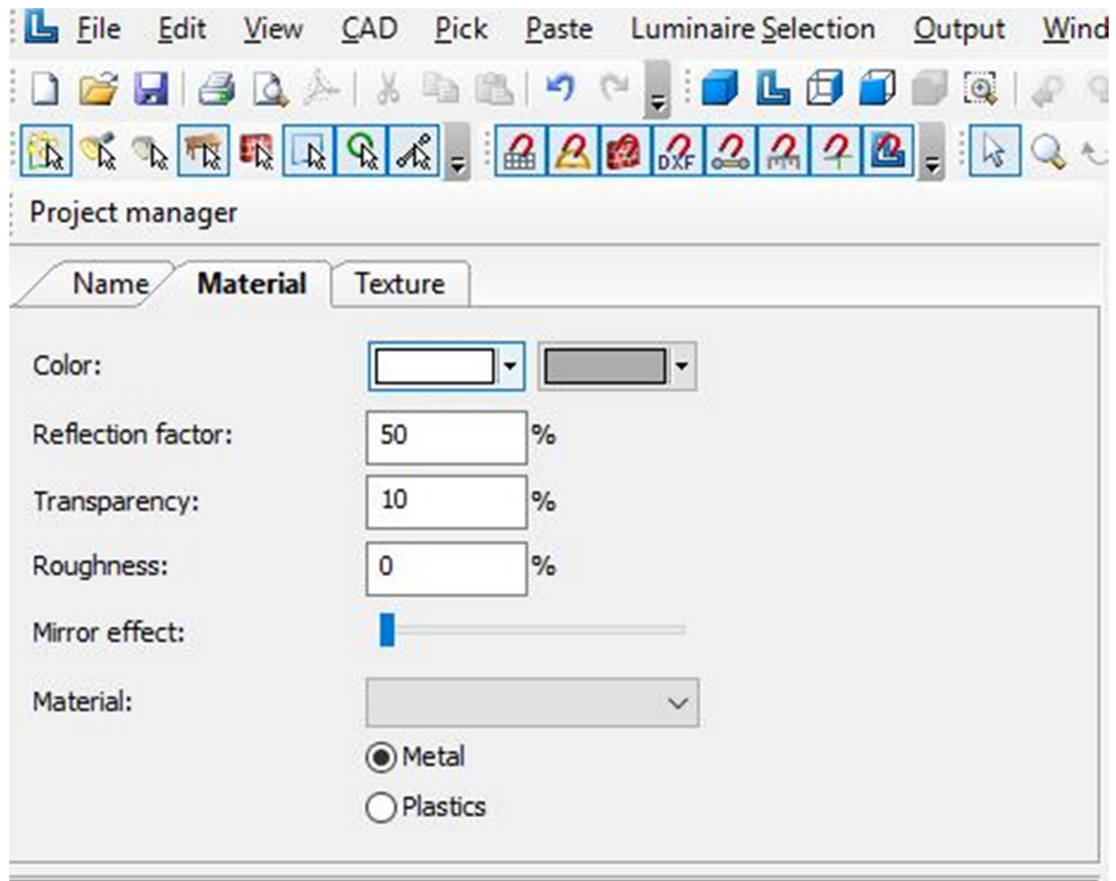 File Edit View CAD Pick Paste Luminaire Selection Output Wind
DXF
Project manager
Name Material Texture
Color:
Reflection factor: 50 %
Transparency: 10 %
Roughness: 0 %
Mirror effect:
Material:
Metal
Plastics